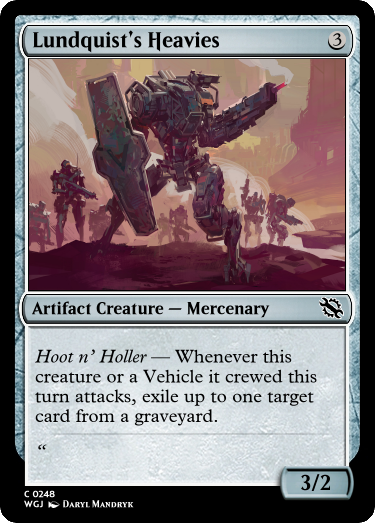 Lundquist's Heavies 3
Artifact Creature — Mercenary
Hoot n' Holler — Whenever this
creature or a Vehicle it crewed this
turn attacks, exile up to one target
card from a graveyard.
“
3/2
C 0248
WGJ Daryl Mandryk